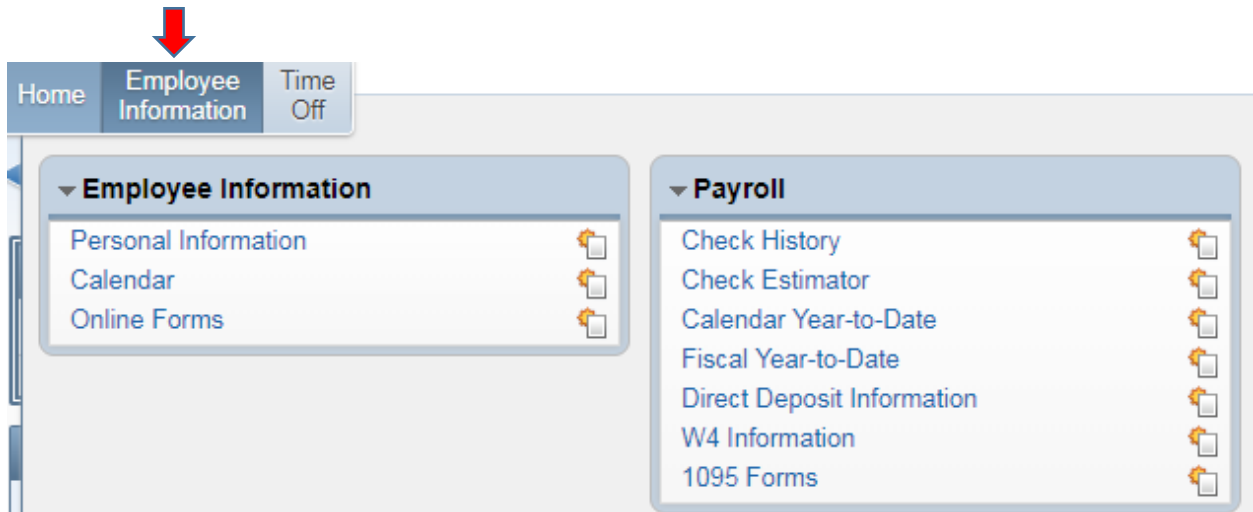 Home
Employee
Information
Time
Off
Employee Information
Personal Information
Calendar
Online Forms
Payroll
Check History
Check Estimator
Calendar Year-to-Date
Fiscal Year-to-Date
Direct Deposit Information
W4 Information
1095 Forms